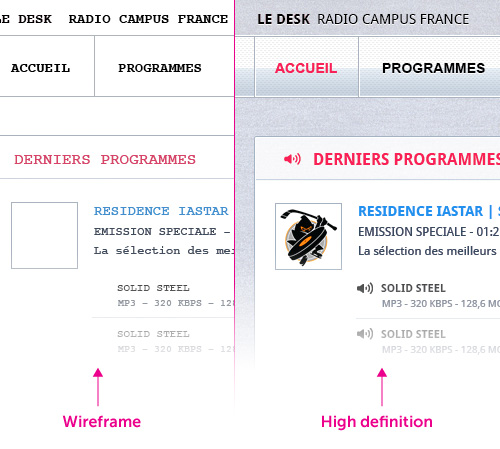 LE DESK RADIO CAMPUS FRANCE
ACCUEIL PROGRAMMES
DERNIERS PROGRAMMES
RESIDENCE IASTAR
EMISSION SPECIALE -
La sélection des mei
SOLID STEEL
MP3 - 320 KBPS - 12
SOLID STEEL
MP3 - 320 KBPS - 12
Wireframe
LE DESK RADIO CAMPUS FRANCE
ACCUEIL PROGRAMMES
DERNIERS PROGRAMMES
RESIDENCE IASTAR | S
EMISSION SPECIALE - 01:2
La sélection des meilleurs
SOLID STEEL
MP3 - 320 KBPS - 128,6 MO
SOLID STEEL
MP3 - 320 KBPS - 128,6 MO
High definition